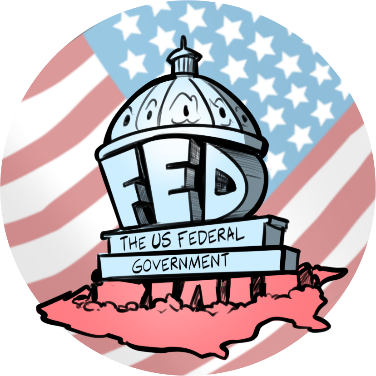 FED
THE US FEDERAL
GOVERNMENT